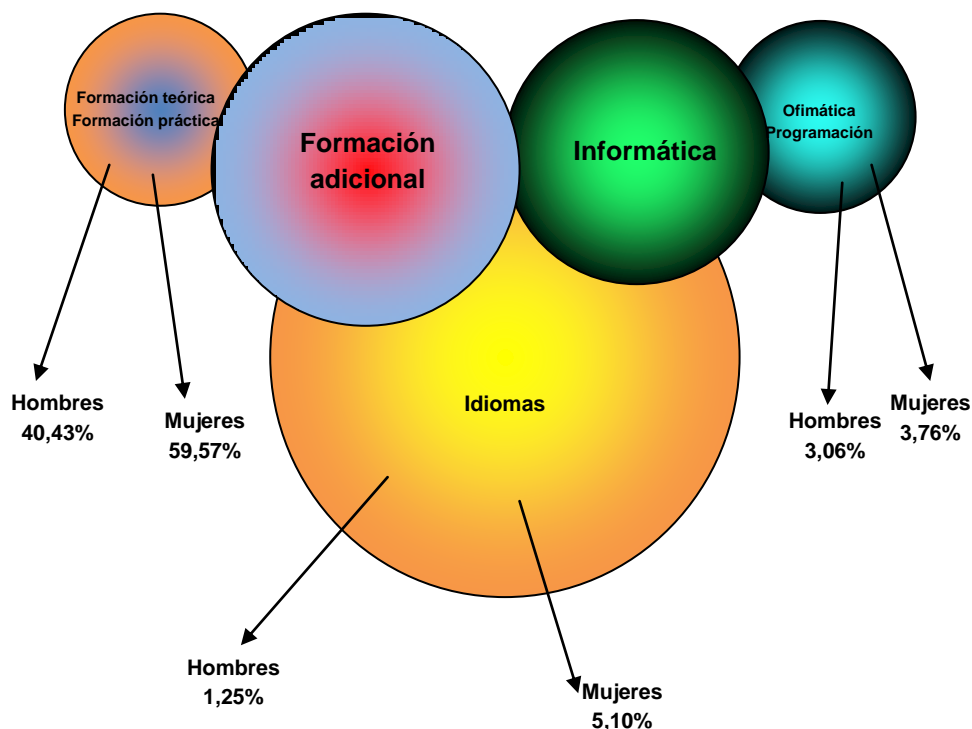 Formación teórica
Formación práctica
Formación
adicional
Informática
Ofimática
Programación
Idiomas
Hombres
40,43%
Mujeres
59,57%
Hombres
3,06%
Mujeres
3,76%
Hombres
1,25%
Mujeres
5,10%